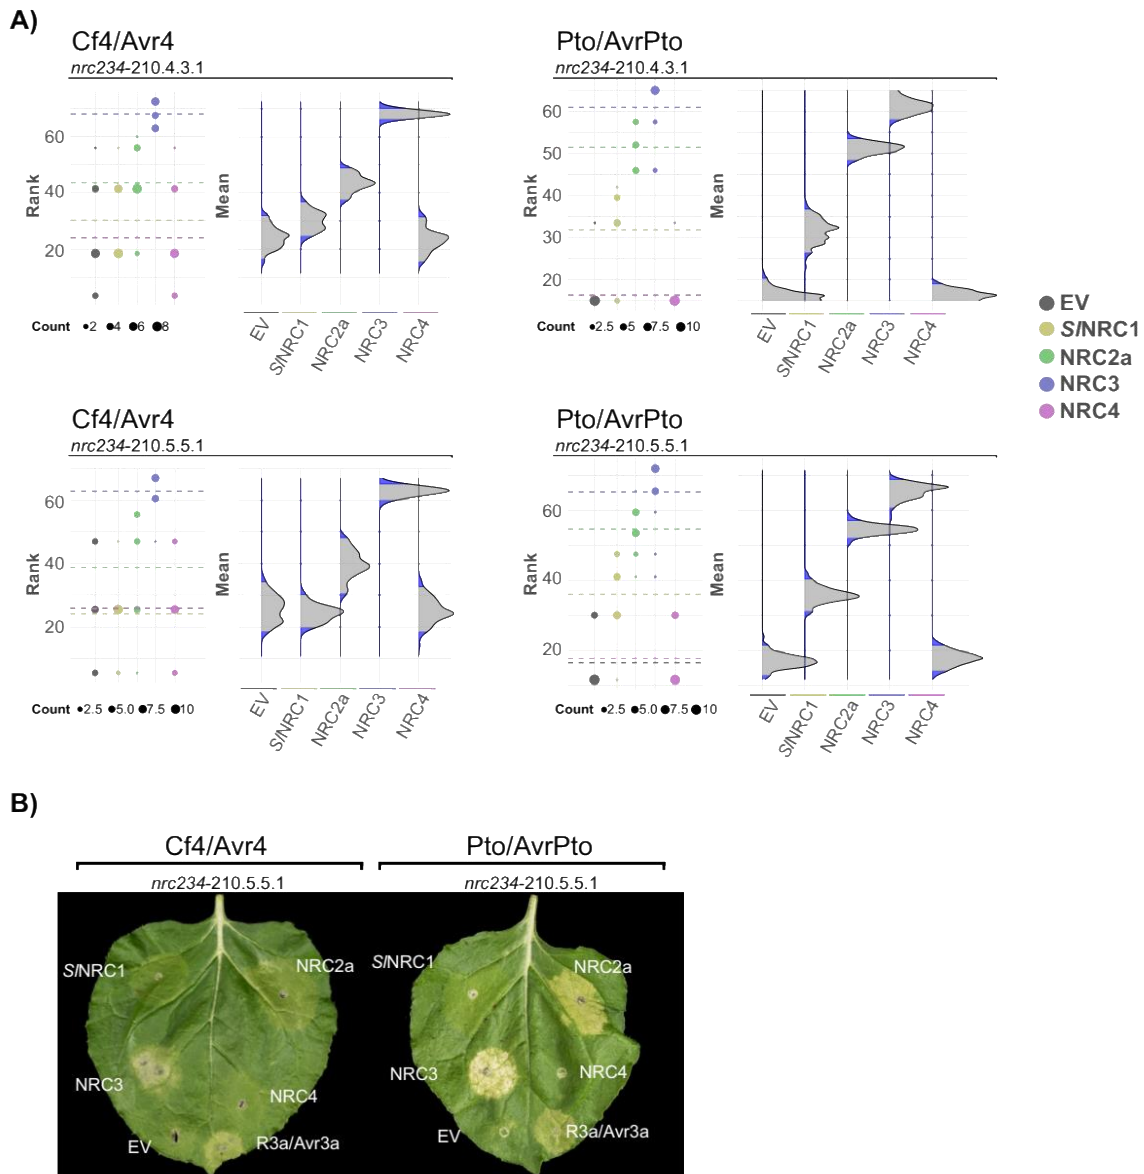 A)
Cf4/Avr4
nrc234-210.4.3.1
Rank
60
40
20
Mean
Count 2 4 6 8
EV
SlNRC1
NRC2a
NRC3
NRC4
Pto/AvrPto
nrc234-210.4.3.1
Rank
60
50
40
30
20
Mean
Count 2.5 5 7.5 10
EV
SlNRC1
NRC2a
NRC3
NRC4
EV
SlNRC1
NRC2a
NRC3
NRC4
Cf4/Avr4
nrc234-210.5.5.1
Rank
60
40
20
Mean
Count 2.5 5.0 7.5 10
EV
SlNRC1
NRC2a
NRC3
NRC4
Pto/AvrPto
nrc234-210.5.5.1
Rank
60
40
20
Mean
Count 2.5 5.0 7.5 10
EV
SlNRC1
NRC2a
NRC3
NRC4
B)
Cf4/Avr4
nrc234-210.5.5.1
SlNRC1
NRC2a
NRC3
NRC4
EV
R3a/Avr3a
Pto/AvrPto
nrc234-210.5.5.1
SlNRC1
NRC2a
NRC3
NRC4
EV
R3a/Avr3a